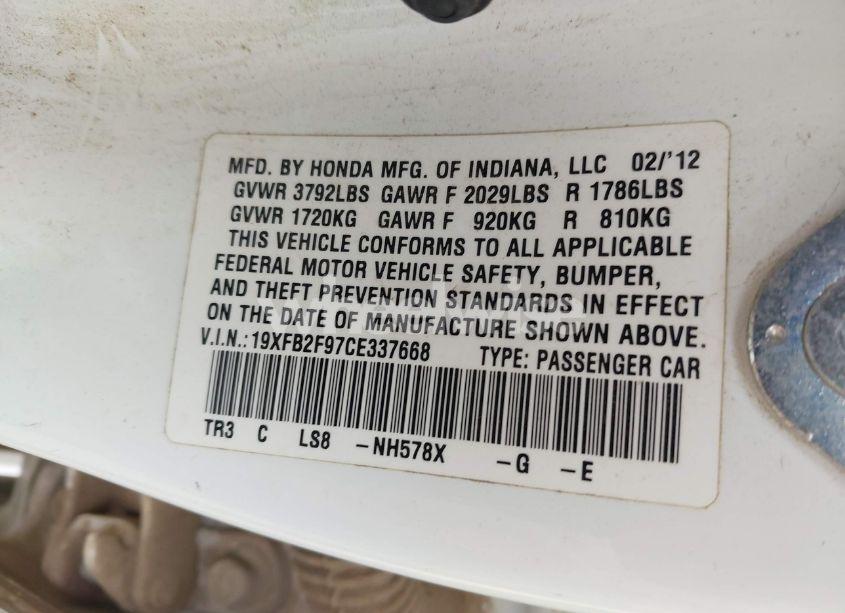 MFD. BY HONDA MFG. OF INDIANA, LLC 02/'12
GVWR 3792LBS GAWR F 2029LBS R 1786LBS
GVWR 1720KG GAWR F 920KG R 810KG
THIS VEHICLE CONFORMS TO ALL APPLICABLE
FEDERAL MOTOR VEHICLE SAFETY, BUMPER,
AND THEFT PREVENTION STANDARDS IN EFFECT
ON THE DATE OF MANUFACTURE SHOWN ABOVE.
V.I.N.: 19XFB2F97CE337668 TYPE: PASSENGER CAR
TR3 C LS8 -NH578X -G -E